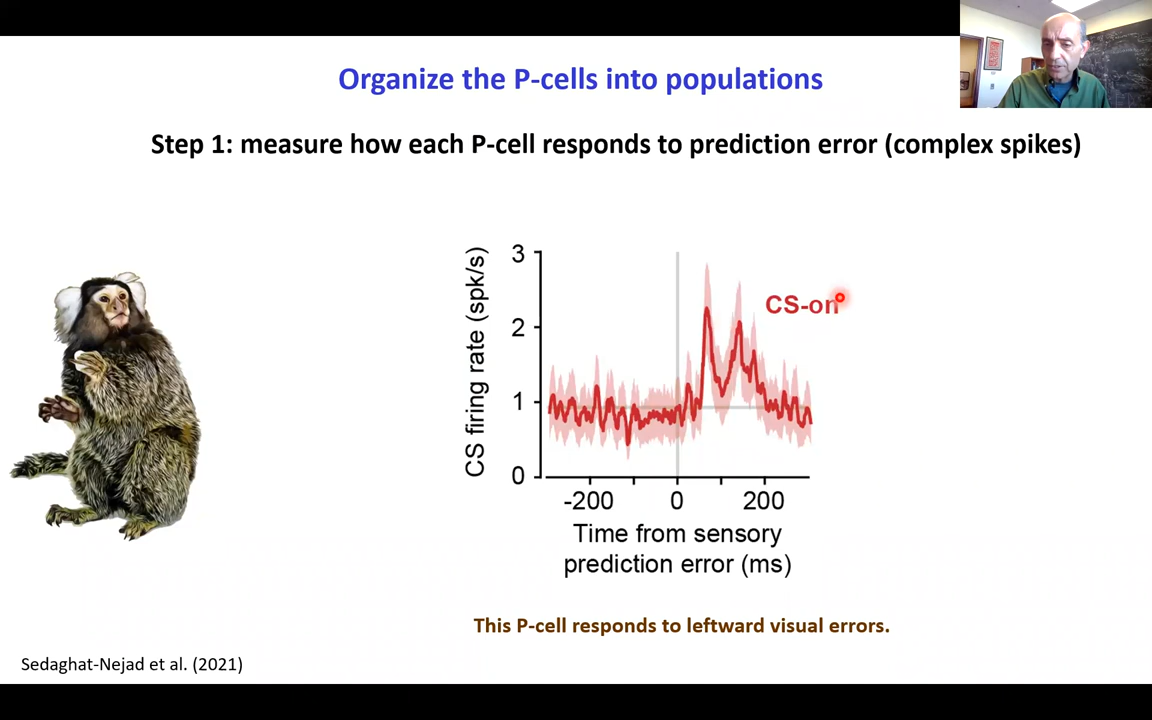 Organize the P-cells into populations
Step 1: measure how each P-cell responds to prediction error (complex spikes)
CS firing rate (spk/s)
3
2
1
0
CS-on
-200 0 200
Time from sensory
prediction error (ms)
This P-cell responds to leftward visual errors.
Sedaghat-Nejad et al. (2021)